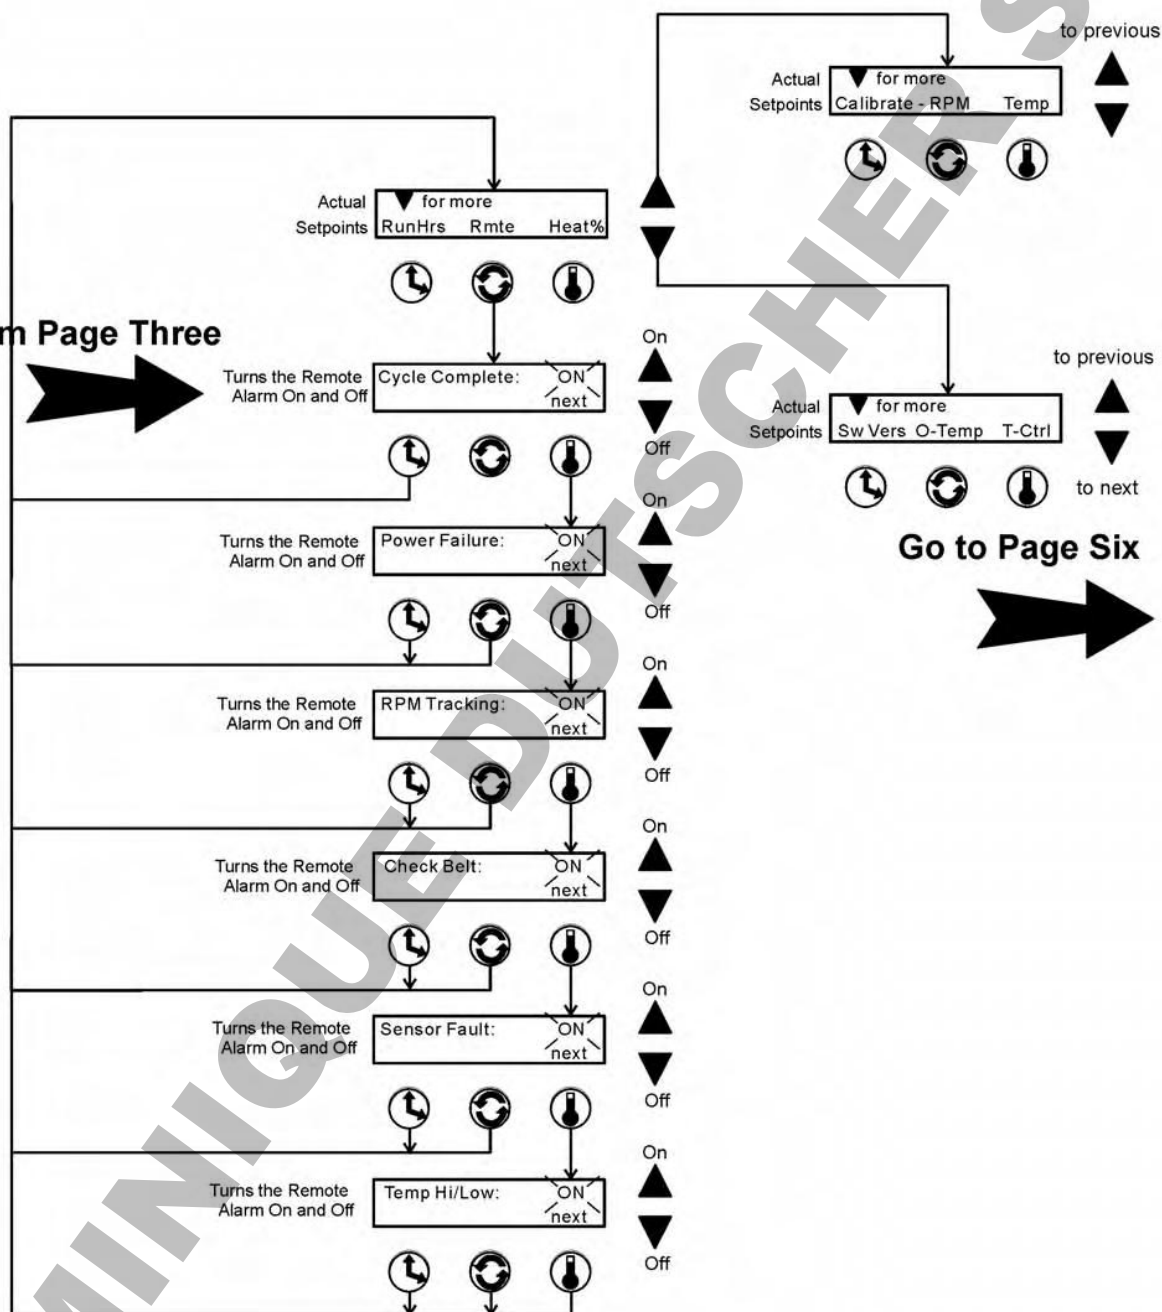 to previous
Actual ▼ for more
Setpoints Calibrate - RPM Temp
Actual ▼ for more
Setpoints RunHrs Rmte Heat%
Page Three
Turns the Remote
Alarm On and Off
Cycle Complete: ON
next
On
Off
to previous
Actual ▼ for more
Setpoints Sw Vers O-Temp T-Ctrl
to next
Go to Page Six
Turns the Remote
Alarm On and Off
Power Failure: ON
next
On
Off
Turns the Remote
Alarm On and Off
RPM Tracking: ON
next
On
Off
Turns the Remote
Alarm On and Off
Check Belt: ON
next
On
Off
Turns the Remote
Alarm On and Off
Sensor Fault: ON
next
On
Off
Turns the Remote
Alarm On and Off
Temp Hi/Low: ON
next
On
Off
MINIQUE DUTSCHER S